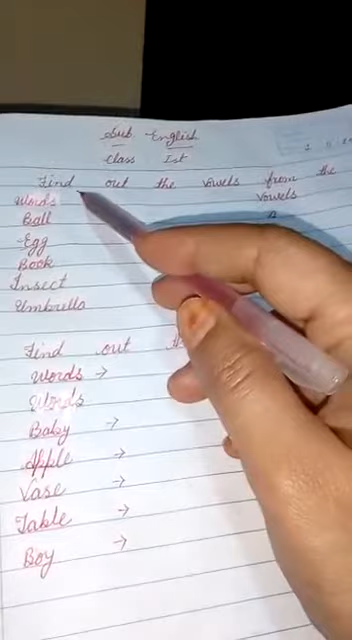 Sub English
Class Ist
Find out the vowels from the
Words Vowels
Ball
Egg
Book
Insect
Umbrella
Find out
Words →
Words
Baby →
Apple →
Vase →
Table →
Boy →